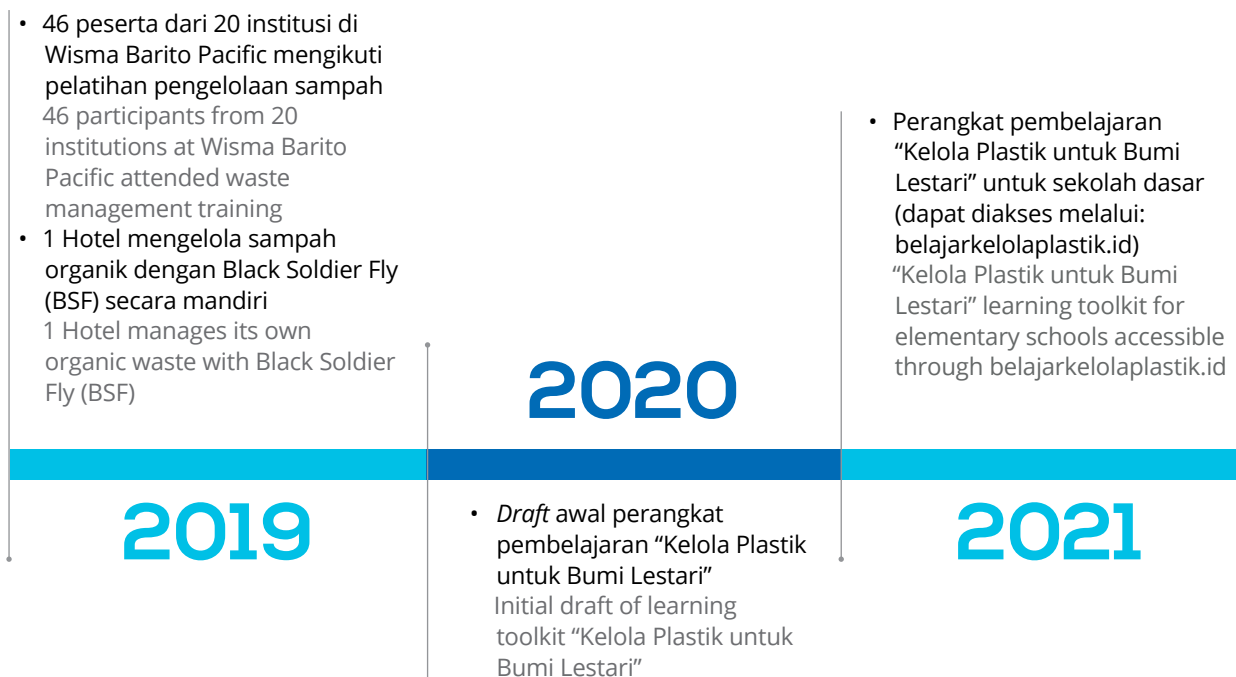 • 46 peserta dari 20 institusi di
Wisma Barito Pacific mengikuti
pelatihan pengelolaan sampah
46 participants from 20
institutions at Wisma Barito
Pacific attended waste
management training
• 1 Hotel mengelola sampah
organik dengan Black Soldier Fly
(BSF) secara mandiri
1 Hotel manages its own
organic waste with Black Soldier
Fly (BSF)
2019
2020
• Draft awal perangkat
pembelajaran “Kelola Plastik
untuk Bumi Lestari”
Initial draft of learning
toolkit “Kelola Plastik untuk
Bumi Lestari”
• Perangkat pembelajaran
“Kelola Plastik untuk Bumi
Lestari” untuk sekolah dasar
(dapat diakses melalui:
belajarkelolaplastik.id)
“Kelola Plastik untuk Bumi
Lestari” learning toolkit for
elementary schools accessible
through belajarkelolaplastik.id
2021